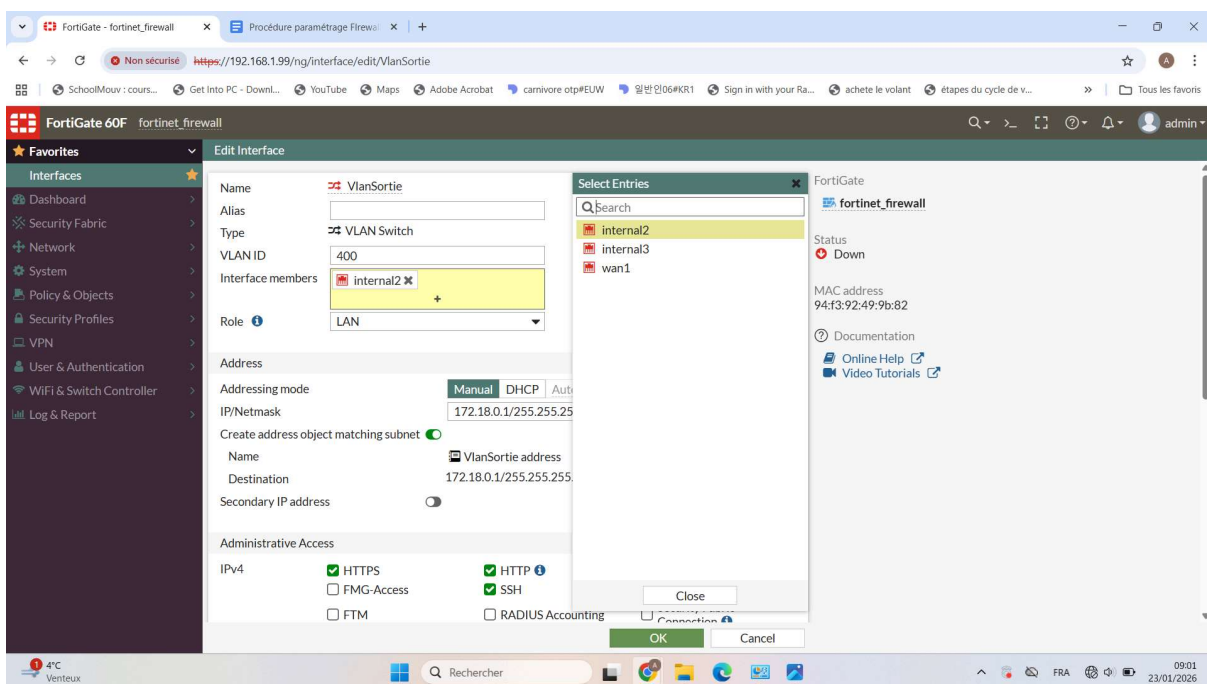 FortiGate - fortinet_firewall
Procédure paramétrage FIrewal
Non sécurisé https://192.168.1.99/ng/interface/edit/VlanSortie
SchoolMouv : cours... Get Into PC - Downl... YouTube Maps Adobe Acrobat carnivore otp#EUW 일반인06#KR1 Sign in with your Ra... achete le volant étapes du cycle de v... » Tous les favoris
FortiGate 60F fortinet_firewall admin
Favorites
Interfaces
Dashboard
Security Fabric
Network
System
Policy & Objects
Security Profiles
VPN
User & Authentication
WiFi & Switch Controller
Log & Report
Edit Interface
Name VlanSortie
Alias
Type VLAN Switch
VLAN ID 400
Interface members internal2
Role LAN
Address
Addressing mode Manual DHCP Aut
IP/Netmask 172.18.0.1/255.255.25
Create address object matching subnet
Name VlanSortie address
Destination 172.18.0.1/255.255.255.
Secondary IP address
Administrative Access
IPv4 HTTPS HTTP
FMG-Access SSH
FTM RADIUS Accounting
Connection
Select Entries
Search
internal2
internal3
wan1
Close
OK Cancel
FortiGate
fortinet_firewall
Status
Down
MAC address
94:f3:92:49:9b:82
Documentation
Online Help
Video Tutorials
1 4°C
Venteux
Rechercher
FRA
09:01
23/01/2026